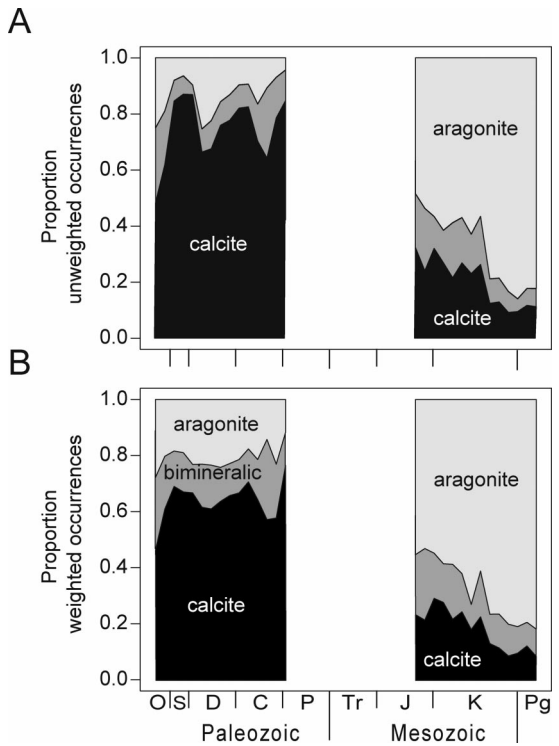 A
Proportion
unweighted occurrecnes
1.0
0.8
0.6
0.4
0.2
0.0
calcite
aragonite
calcite
B
Proportion
weighted occurrences
1.0
0.8
0.6
0.4
0.2
0.0
aragonite
bimineralic
calcite
aragonite
calcite
O S D C P Tr J K Pg
Paleozoic Mesozoic